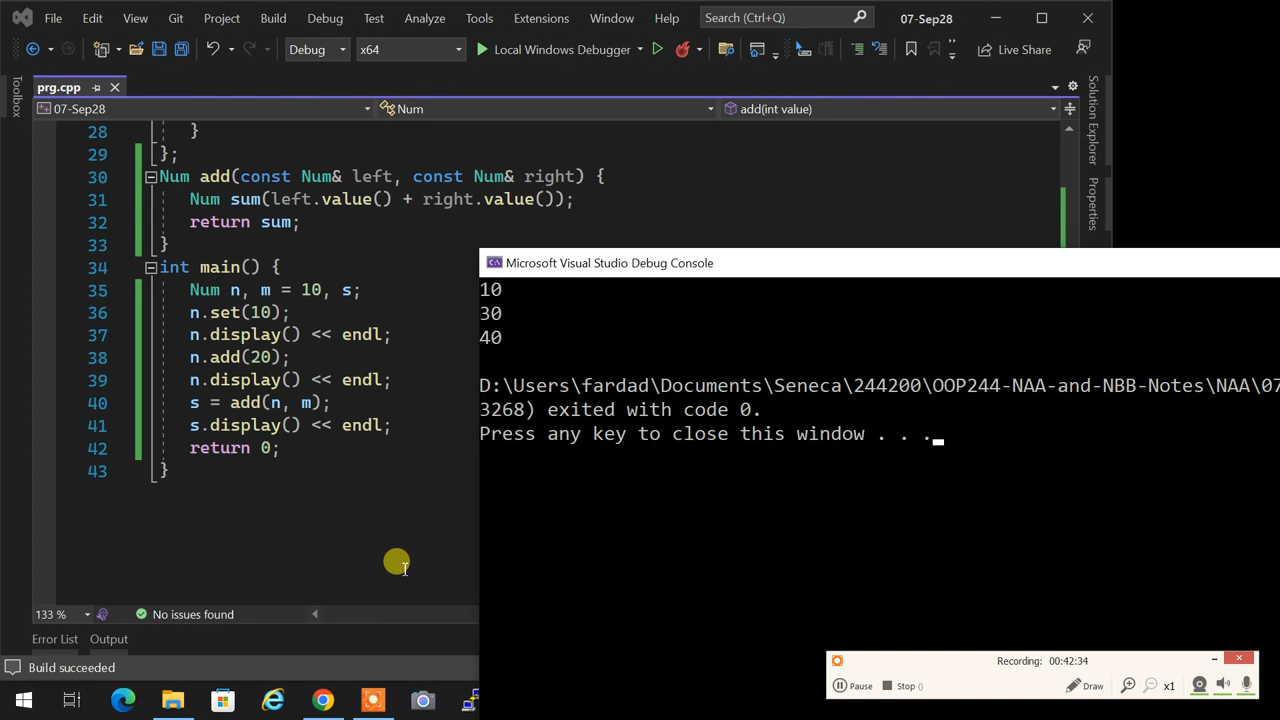 File Edit View Git Project Build Debug Test Analyze Tools Extensions Window Help Search (Ctrl+Q) 07-Sep28
Debug x64 Local Windows Debugger Live Share
prg.cpp
07-Sep28 Num add(int value)
Toolbox
Solution Explorer
Properties
28 }
29 };
30 Num add(const Num& left, const Num& right) {
31 Num sum(left.value() + right.value());
32 return sum;
33 }
34 int main() {
35 Num n, m = 10, s;
36 n.set(10);
37 n.display() << endl;
38 n.add(20);
39 n.display() << endl;
40 s = add(n, m);
41 s.display() << endl;
42 return 0;
43 }
Microsoft Visual Studio Debug Console
10
30
40
D:\Users\fardad\Documents\Seneca\244200\OOP244-NAA-and-NBB-Notes\NAA\07
3268) exited with code 0.
Press any key to close this window . . .
133 % No issues found
Error List Output
Build succeeded
Recording: 00:42:34
Pause Stop () Draw x1